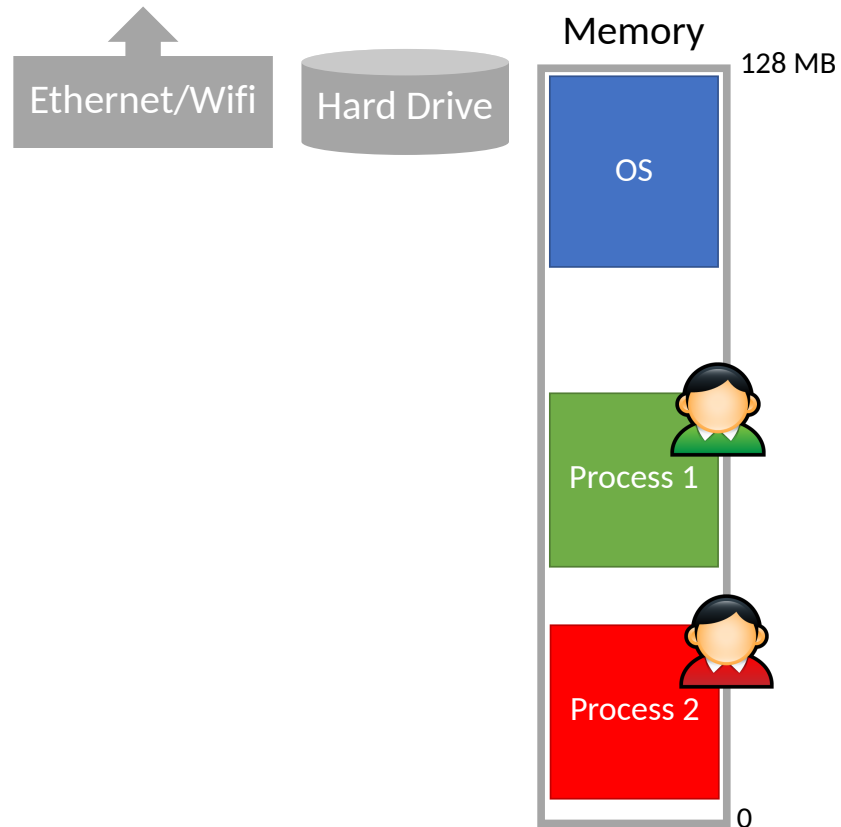 Memory
128 MB
Ethernet/Wifi
Hard Drive
OS
Process 1
Process 2
0